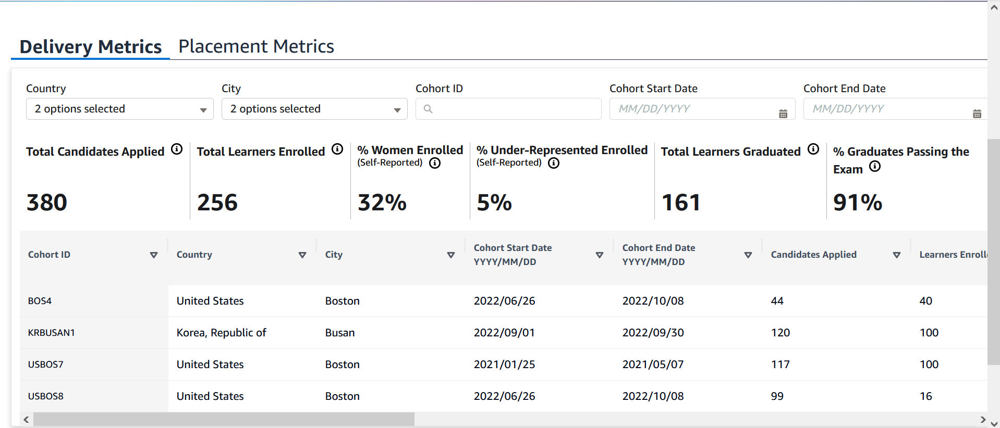 Delivery Metrics Placement Metrics
Country City Cohort ID Cohort Start Date Cohort End Date
2 options selected 2 options selected MM/DD/YYYY MM/DD/YYYY
Total Candidates Applied Total Learners Enrolled % Women Enrolled % Under-Represented Enrolled Total Learners Graduated % Graduates Passing the
(Self-Reported) (Self-Reported) Exam
380 256 32% 5% 161 91%
Cohort ID Country City Cohort Start Date Cohort End Date Candidates Applied Learners Enrolle
YYYY/MM/DD YYYY/MM/DD
BOS4 United States Boston 2022/06/26 2022/10/08 44 40
KRBUSAN1 Korea, Republic of Busan 2022/09/01 2022/09/30 120 100
USBOS7 United States Boston 2021/01/25 2021/05/07 117 100
USBOS8 United States Boston 2022/06/26 2022/10/08 99 16